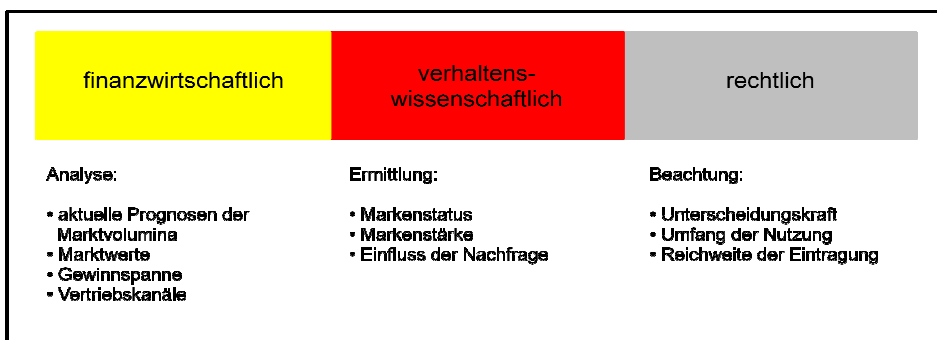 finanzwirtschaftlich
verhaltens-
wissenschaftlich
rechtlich
Analyse:
• aktuelle Prognosen der
Marktvolumina
• Marktwerte
• Gewinnspanne
• Vertriebskanäle
Ermittlung:
• Markenstatus
• Markenstärke
• Einfluss der Nachfrage
Beachtung:
• Unterscheidungskraft
• Umfang der Nutzung
• Reichweite der Eintragung